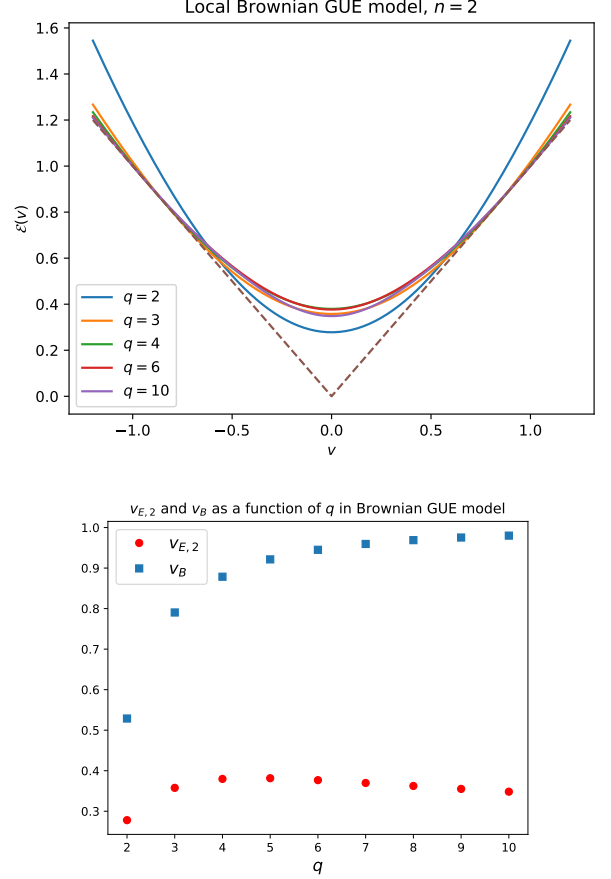 Local Brownian GUE model, n = 2
1.6
1.4
1.2
1.0
0.8
0.6
0.4
0.2
0.0
ℰ(v)
q = 2
q = 3
q = 4
q = 6
q = 10
−1.0 −0.5 0.0 0.5 1.0
v
v_{E,2} and v_B as a function of q in Brownian GUE model
1.0
0.9
0.8
0.7
0.6
0.5
0.4
0.3
v_{E,2}
v_B
2 3 4 5 6 7 8 9 10
q